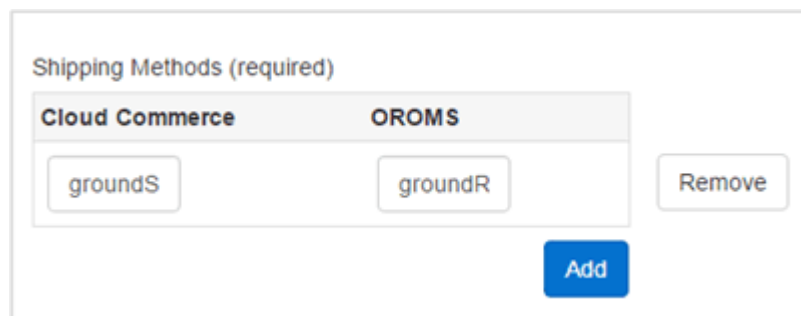 Shipping Methods (required)
Cloud Commerce OROMS
groundS groundR Remove
Add